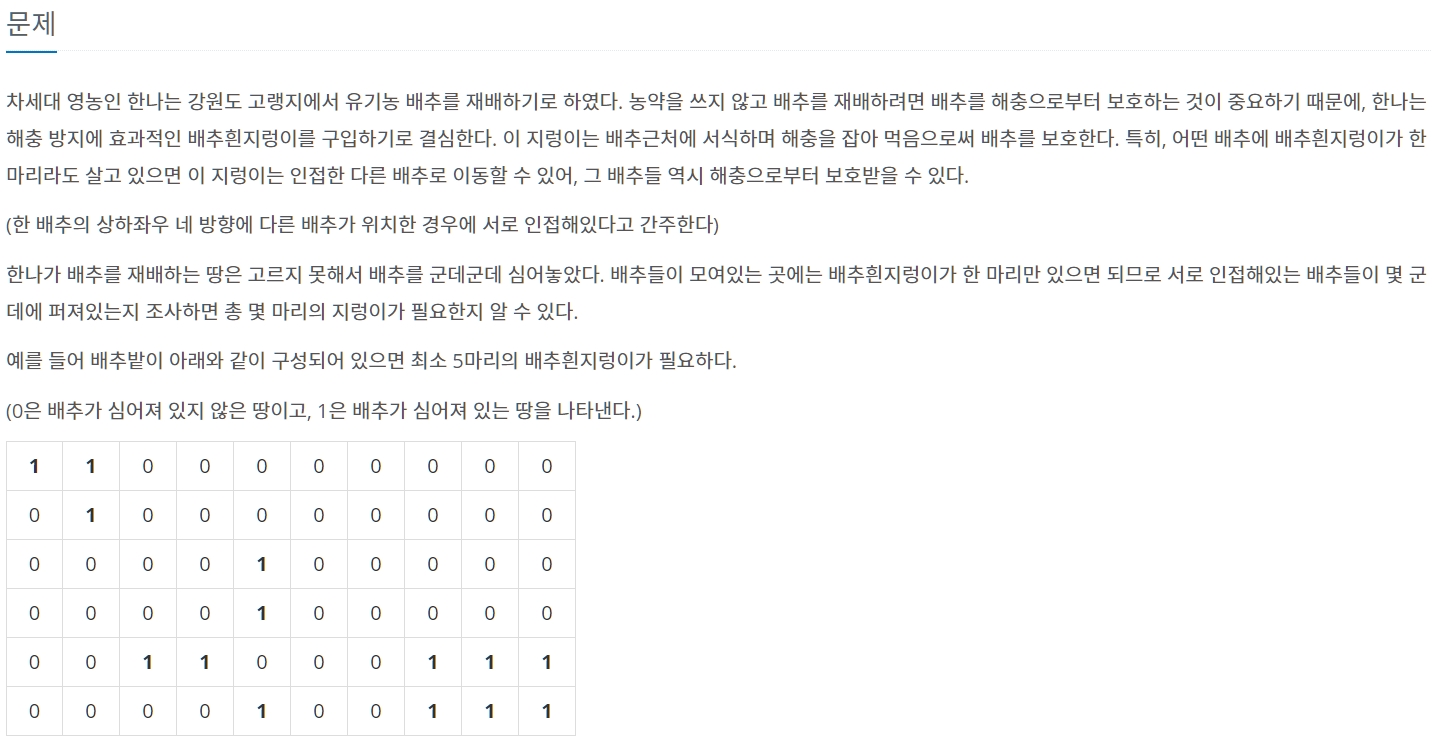 문제
차세대 영농인 한나는 강원도 고랭지에서 유기농 배추를 재배하기로 하였다. 농약을 쓰지 않고 배추를 재배하려면 배추를 해충으로부터 보호하는 것이 중요하기 때문에, 한나는
해충 방지에 효과적인 배추흰지렁이를 구입하기로 결심한다. 이 지렁이는 배추근처에 서식하며 해충을 잡아 먹음으로써 배추를 보호한다. 특히, 어떤 배추에 배추흰지렁이가 한
마리라도 살고 있으면 이 지렁이는 인접한 다른 배추로 이동할 수 있어, 그 배추들 역시 해충으로부터 보호받을 수 있다.
(한 배추의 상하좌우 네 방향에 다른 배추가 위치한 경우에 서로 인접해있다고 간주한다)
한나가 배추를 재배하는 땅은 고르지 못해서 배추를 군데군데 심어놓았다. 배추들이 모여있는 곳에는 배추흰지렁이가 한 마리만 있으면 되므로 서로 인접해있는 배추들이 몇 군
데에 퍼져있는지 조사하면 총 몇 마리의 지렁이가 필요한지 알 수 있다.
예를 들어 배추밭이 아래와 같이 구성되어 있으면 최소 5마리의 배추흰지렁이가 필요하다.
(0은 배추가 심어져 있지 않은 땅이고, 1은 배추가 심어져 있는 땅을 나타낸다.)
1 1 0 0 0 0 0 0 0 0
0 1 0 0 0 0 0 0 0 0
0 0 0 0 1 0 0 0 0 0
0 0 0 0 1 0 0 0 0 0
0 0 1 1 0 0 0 1 1 1
0 0 0 0 1 0 0 1 1 1